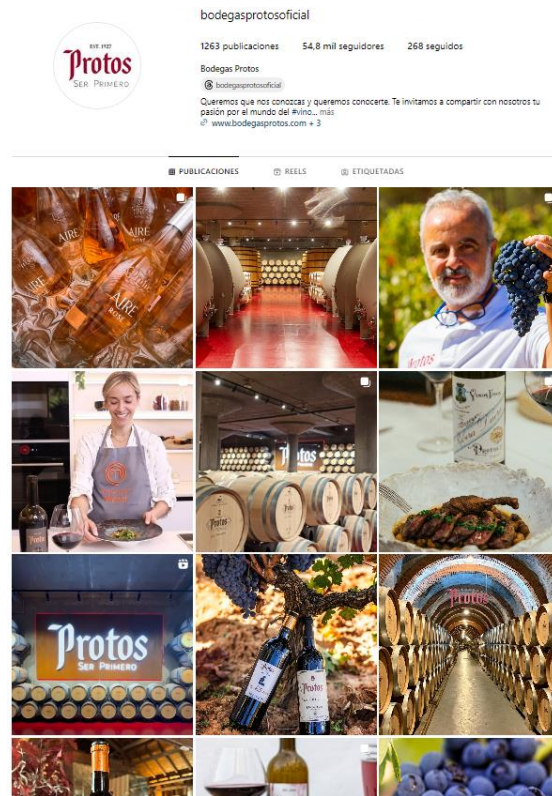 bodegasprotosoficial
EST. 1927
Protos
SER PRIMERO
1263 publicaciones 54,8 mil seguidores 268 seguidos
Bodegas Protos
bodegasprotosoficial
Queremos que nos conozcas y queremos conocerte. Te invitamos a compartir con nosotros tu
pasión por el mundo del #vino... más
www.bodegasprotos.com + 3
PUBLICACIONES REELS ETIQUETADAS
AIRE
AIRE
AIRE
Protos
Protos
Protos
Protos
Protos
SER PRIMERO
Protos
Protos